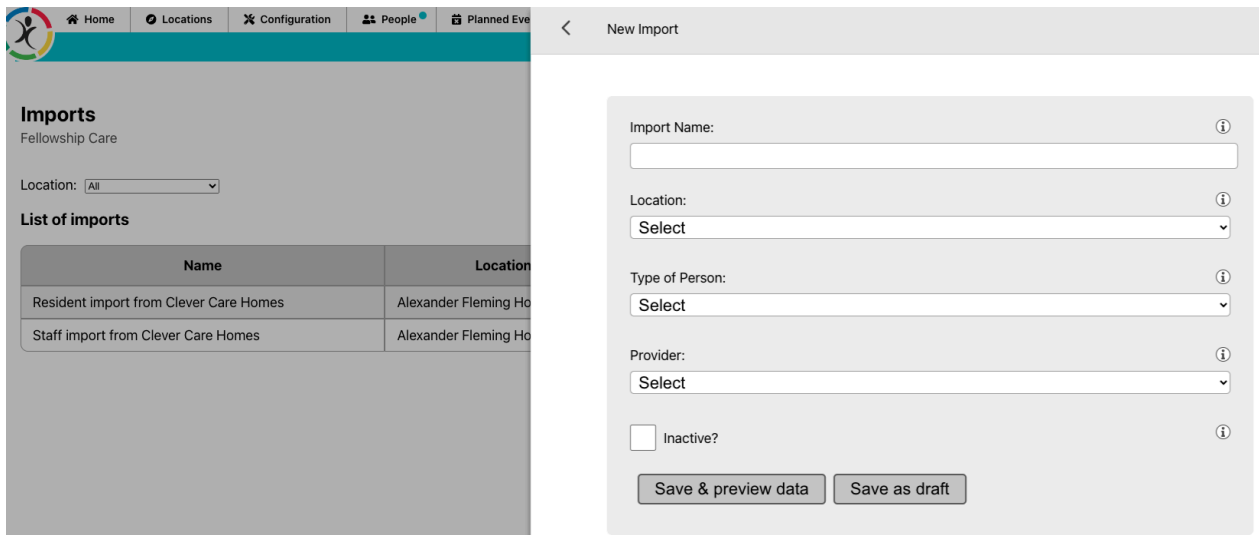 Home
Locations
Configuration
People
Planned Eve
New Import
Imports
Fellowship Care
Location: All
List of imports
Name Location
Resident import from Clever Care Homes Alexander Fleming Ho
Staff import from Clever Care Homes Alexander Fleming Ho
Import Name:
Location:
Select
Type of Person:
Select
Provider:
Select
Inactive?
Save & preview data
Save as draft